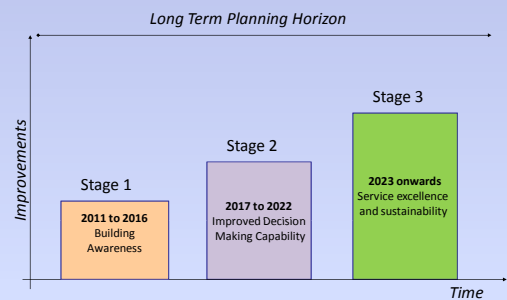 Long Term Planning Horizon
Improvements
Stage 1
2011 to 2016
Building
Awareness
Stage 2
2017 to 2022
Improved Decision
Making Capability
Stage 3
2023 onwards
Service excellence
and sustainability
Time